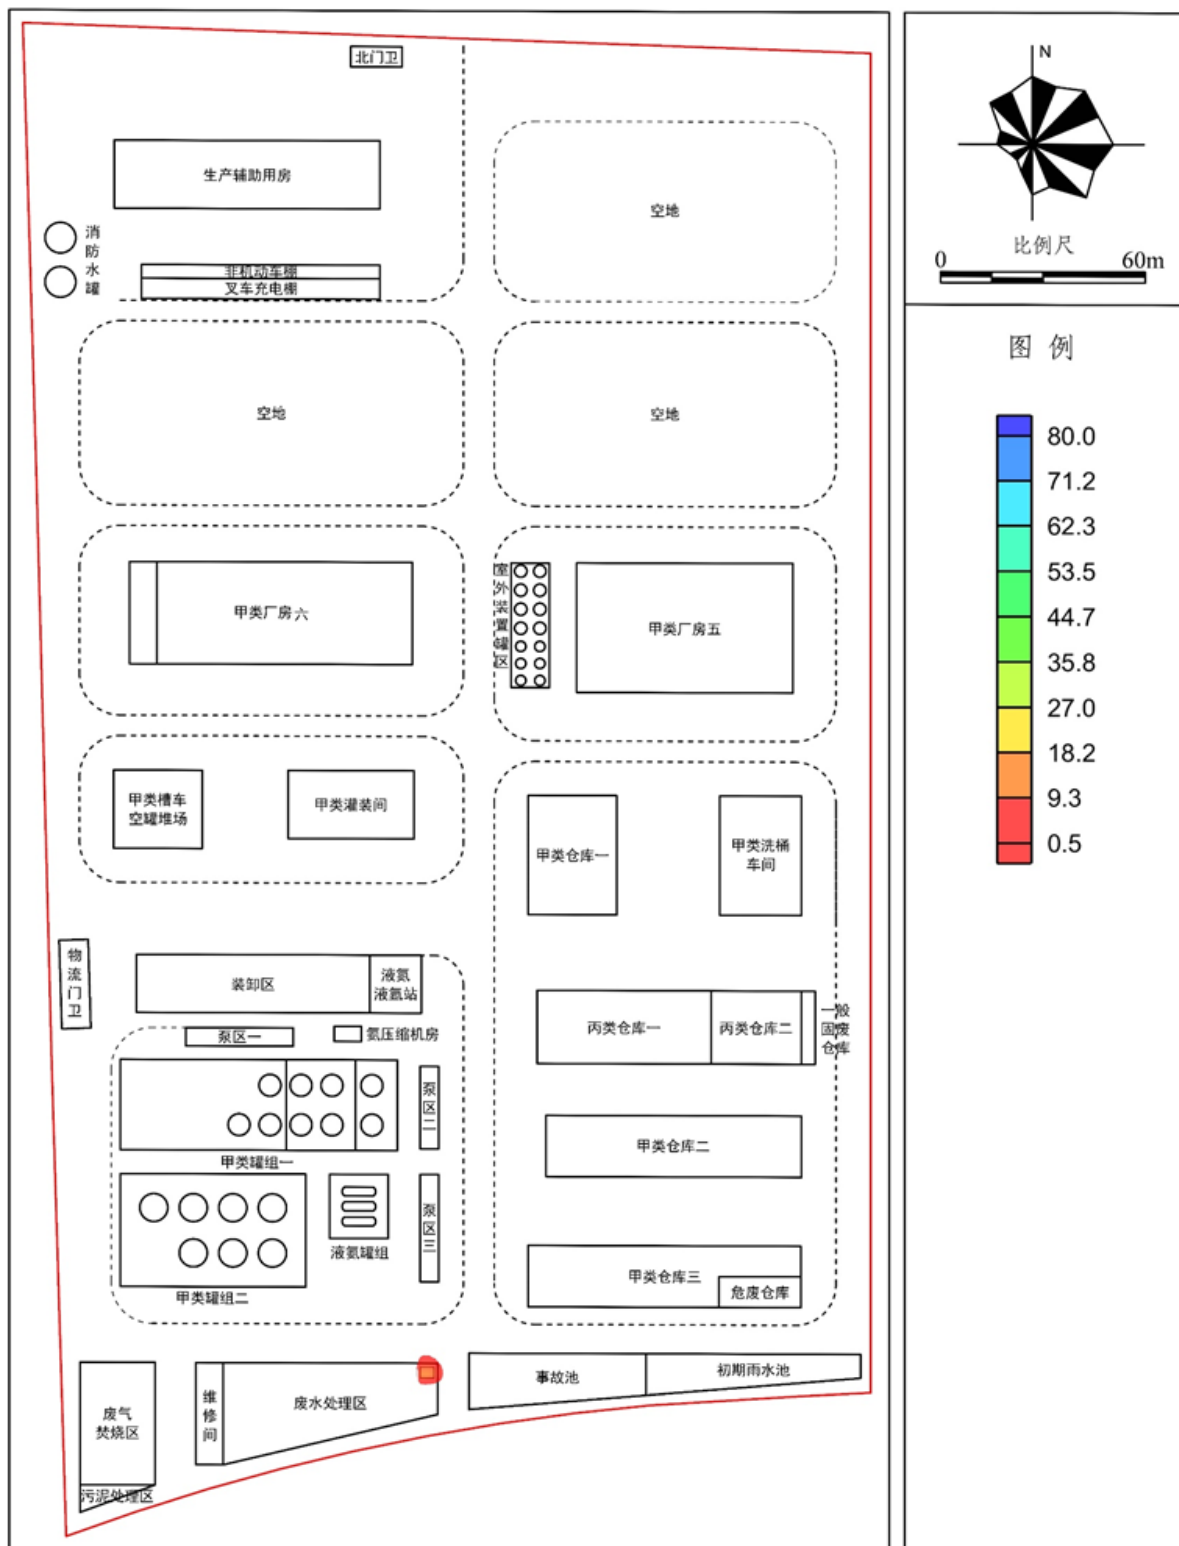 北门卫
N
生产辅助用房
空地
消
防
水
罐
比例尺
0
60m
非机动车棚
叉车充电棚
图 例
空地
空地
80.0
71.2
62.3
53.5
44.7
35.8
27.0
18.2
9.3
0.5
室
外
装
置
罐
区
甲类厂房六
甲类厂房五
甲类槽车
空罐堆场
甲类灌装间
甲类仓库一
甲类洗桶
车间
物
流
门
卫
装卸区
液氮
液氩站
泵区一
氨压缩机房
丙类仓库一
丙类仓库二
一般
固废
仓库
泵
区
二
甲类罐组一
甲类仓库二
泵
区
三
液氨罐组
甲类罐组二
甲类仓库三
危废仓库
废气
焚烧区
维
修
间
废水处理区
事故池
初期雨水池
污泥处理区